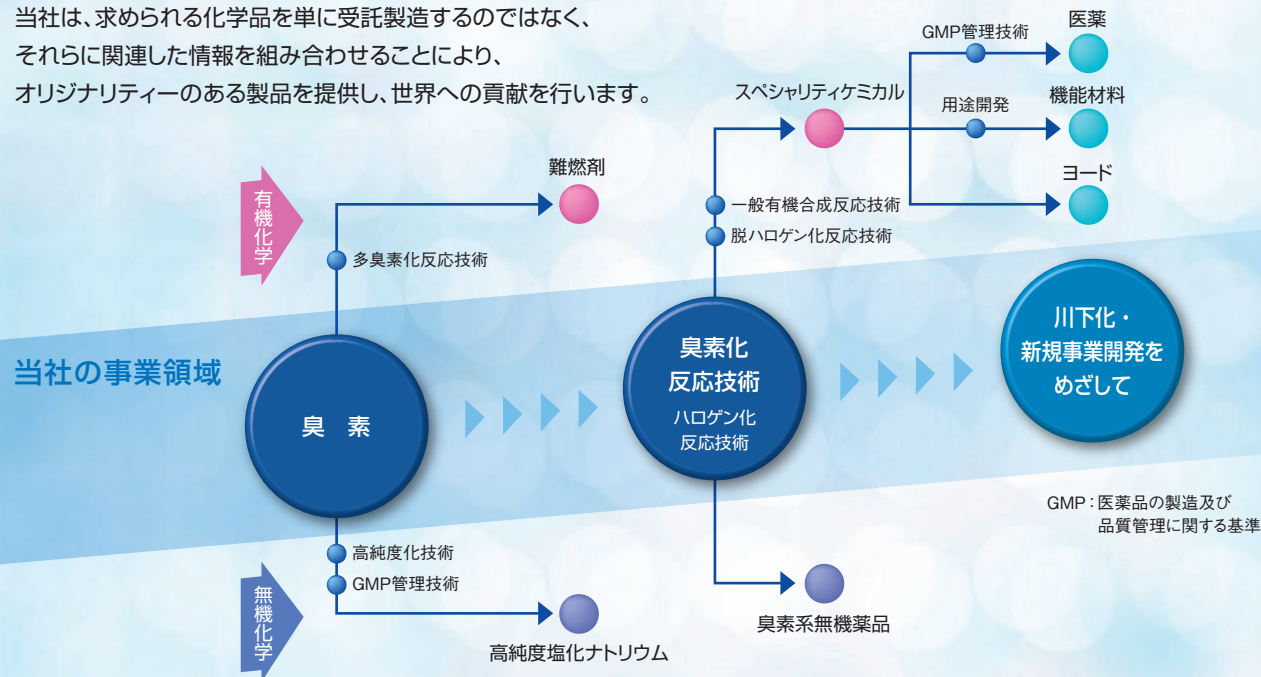 当社は、求められる化学品を単に受託製造するのではなく、
それらに関連した情報を組み合わせることにより、
オリジナリティーのある製品を提供し、世界への貢献を行います。
医薬
GMP管理技術
スペシャリティケミカル
用途開発
機能材料
ヨード
難燃剤
有機化学
一般有機合成反応技術
脱ハロゲン化反応技術
多臭素化反応技術
当社の事業領域
臭 素
臭素化
反応技術
ハロゲン化
反応技術
川下化・
新規事業開発を
めざして
GMP：医薬品の製造及び
品質管理に関する基準
高純度化技術
GMP管理技術
無機化学
高純度塩化ナトリウム
臭素系無機薬品